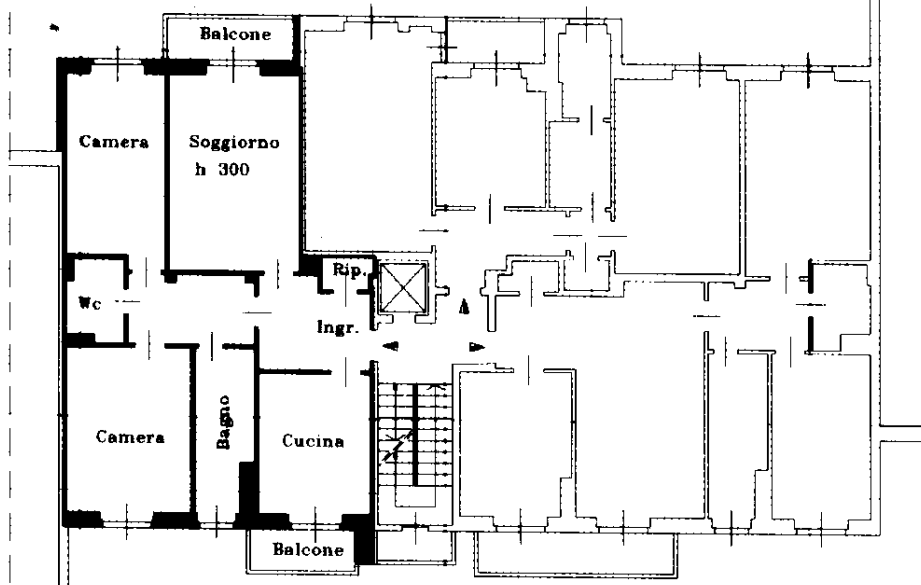 Balcone
Camera
Soggiorno
h 300
Rip.
Wc
Ingr.
Camera
Bagno
Cucina
Balcone